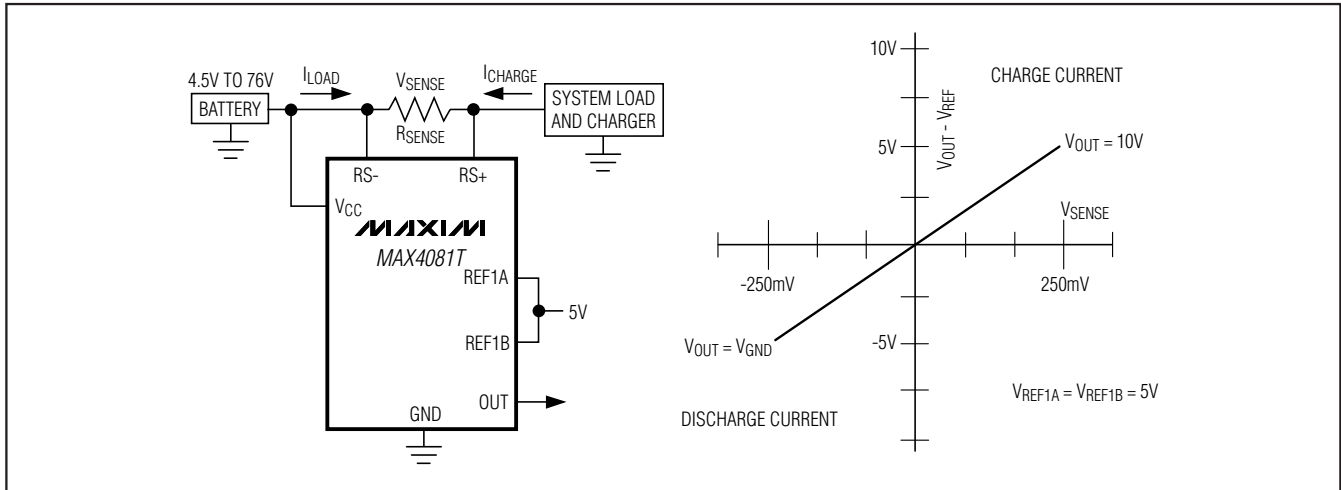 4.5V TO 76V
BATTERY
ILOAD
VSENSE
RSENSE
ICHARGE
SYSTEM LOAD
AND CHARGER
RS-
RS+
VCC
MAXIM
MAX4081T
REF1A
5V
REF1B
OUT
GND
10V
CHARGE CURRENT
VOUT - VREF
5V
VOUT = 10V
VSENSE
-250mV
250mV
VOUT = VGND
-5V
VREF1A = VREF1B = 5V
DISCHARGE CURRENT